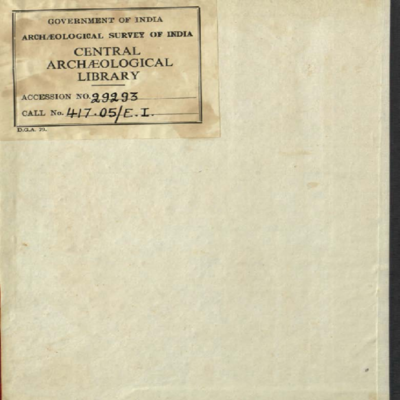 GOVERNMENT OF INDIA
ARCHÆOLOGICAL SURVEY OF INDIA
CENTRAL
ARCHÆOLOGICAL
LIBRARY
ACCESSION NO. 29293
CALL No. 417.05/E.I.
D.G.A. 79.